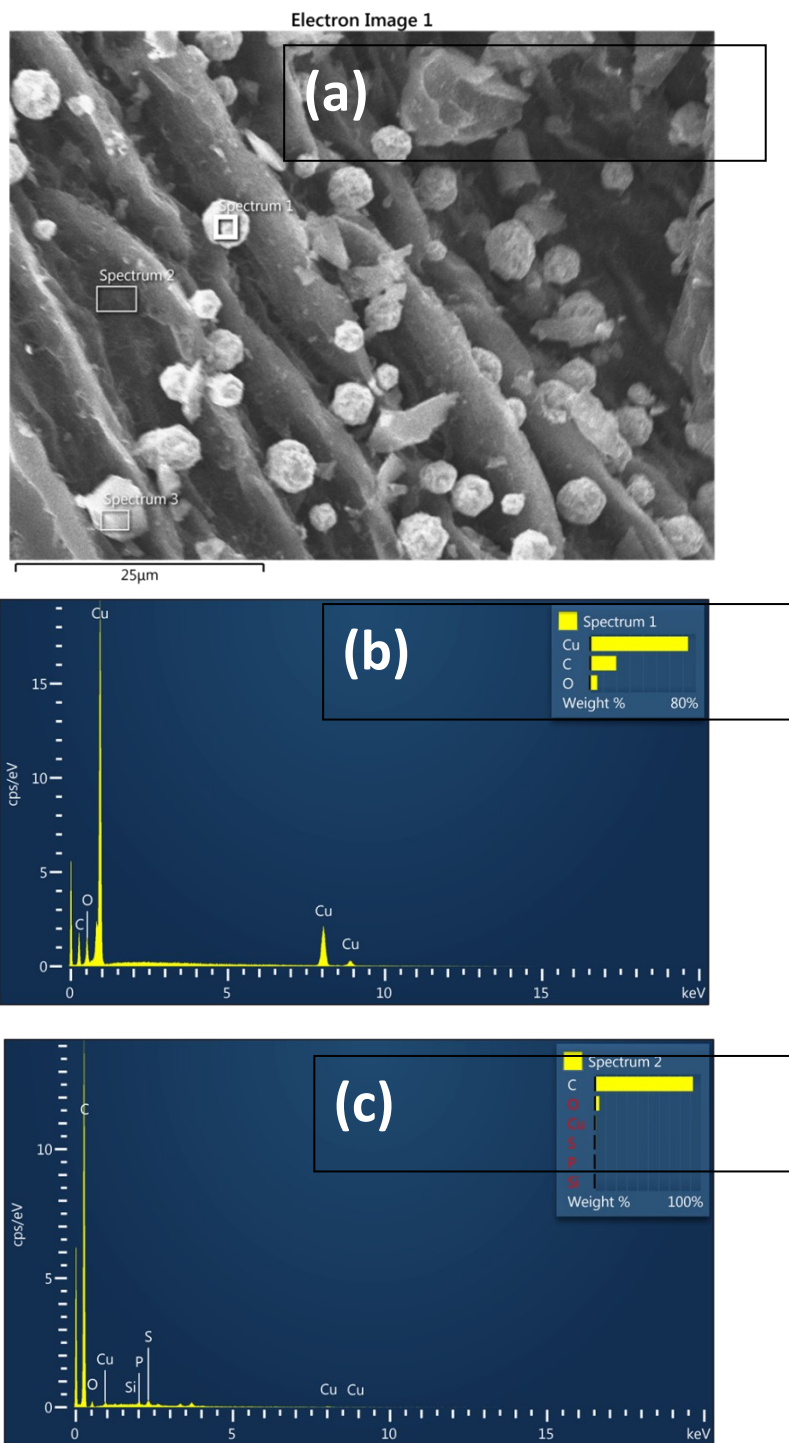 Electron Image 1
(a)
Spectrum 1
Spectrum 2
Spectrum 3
25μm
(b)
Cu
Spectrum 1
Cu
C
O
Weight % 80%
15
10
5
0
cps/eV
C
O
Cu
Cu
0 5 10 15 keV
(c)
C
Spectrum 2
C
O
Cu
S
P
Si
Weight % 100%
10
5
0
cps/eV
O
Cu
Si
P
S
Cu Cu
0 5 10 15 keV